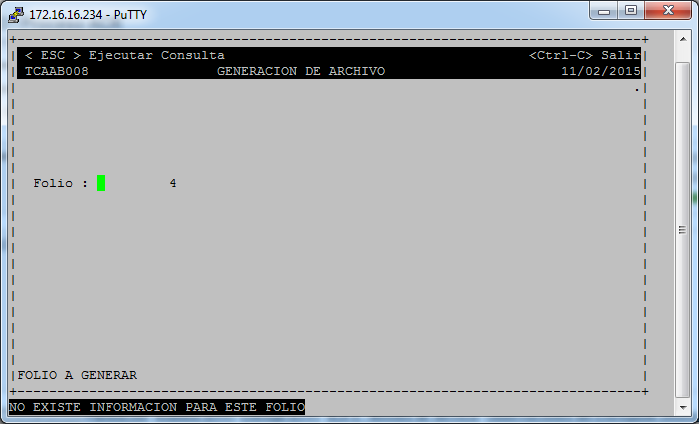 172.16.16.234 - PuTTY
< ESC > Ejecutar Consulta <Ctrl-C> Salir
TCAAB008 GENERACION DE ARCHIVO 11/02/2015
.
Folio : 4
FOLIO A GENERAR
NO EXISTE INFORMACION PARA ESTE FOLIO